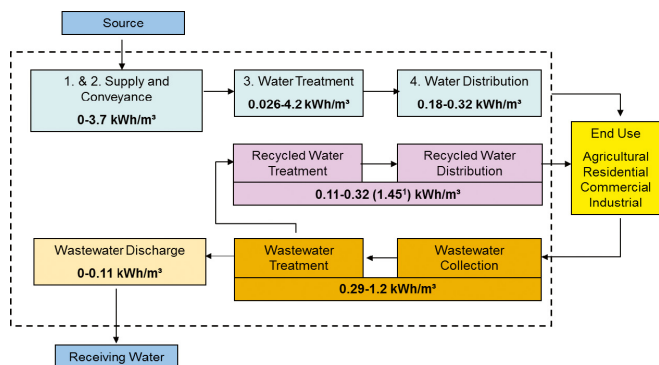 Source
1. & 2. Supply and
Conveyance
0-3.7 kWh/m³
3. Water Treatment
0.026-4.2 kWh/m³
4. Water Distribution
0.18-0.32 kWh/m³
End Use
Agricultural
Residential
Commercial
Industrial
Recycled Water
Treatment
Recycled Water
Distribution
0.11-0.32 (1.45¹) kWh/m³
Wastewater Discharge
0-0.11 kWh/m³
Wastewater
Treatment
Wastewater
Collection
0.29-1.2 kWh/m³
Receiving Water